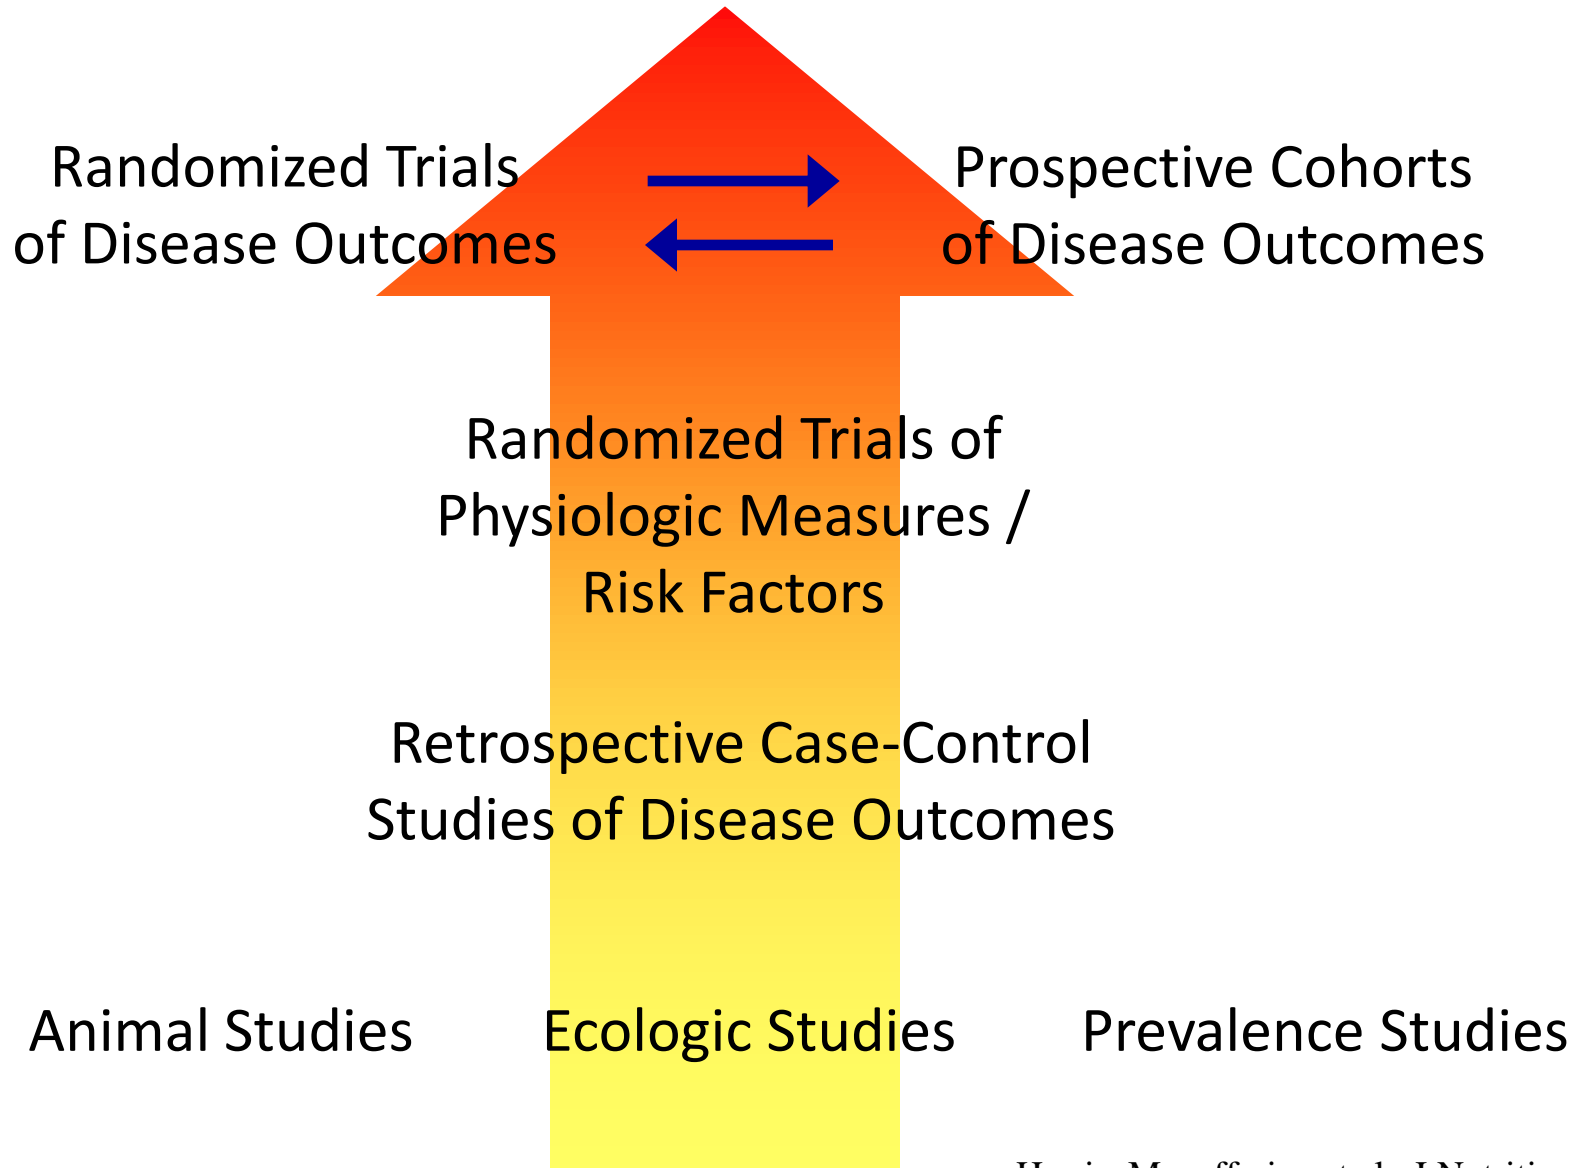 Randomized Trials
of Disease Outcomes
Prospective Cohorts
of Disease Outcomes
Randomized Trials of
Physiologic Measures /
Risk Factors
Retrospective Case-Control
Studies of Disease Outcomes
Animal Studies
Ecologic Studies
Prevalence Studies